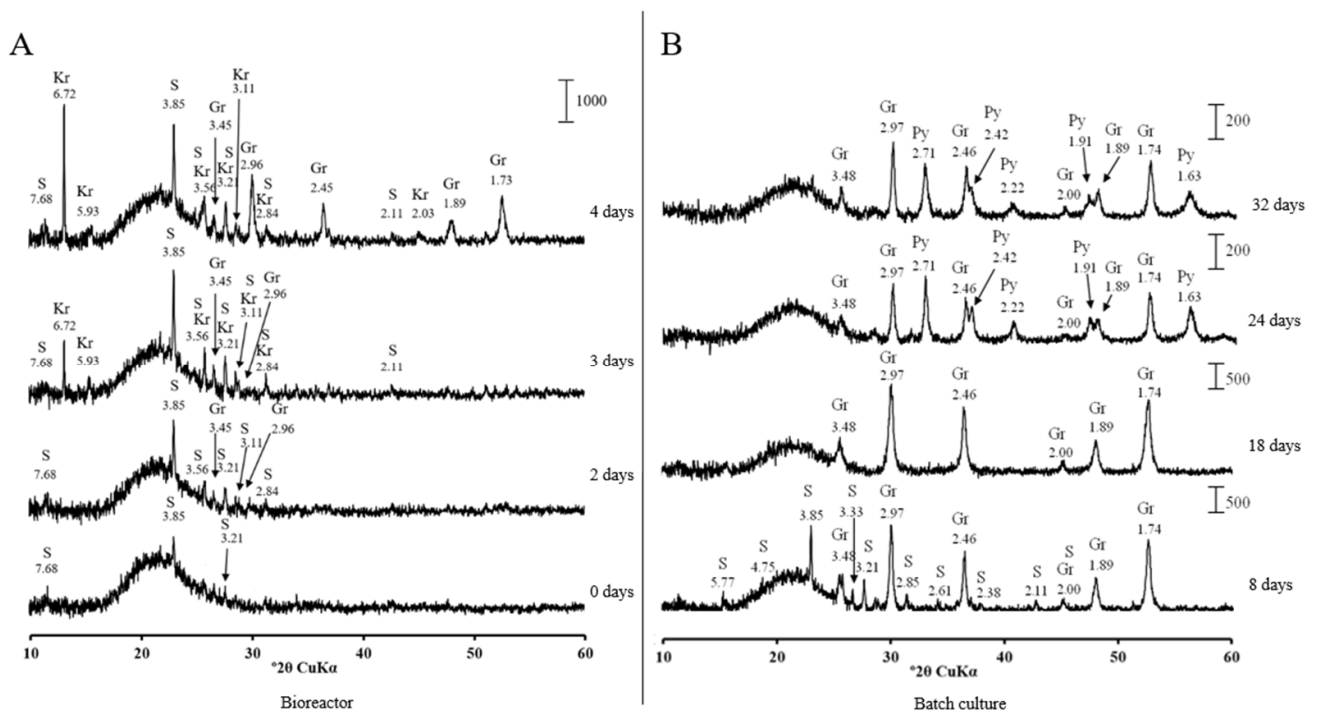 A
Kr
6.72
S
3.85
Kr
3.11
1000
Gr
3.45
S
Kr
3.56
S
Kr
3.21
Gr
2.96
S
Kr
2.84
Gr
2.45
S
2.11
Kr
2.03
Gr
1.89
Gr
1.73
S
7.68
Kr
5.93
4 days
S
3.85
Gr
3.45
S
Kr
3.11
Gr
2.96
Kr
6.72
S
7.68
Kr
5.93
S
Kr
3.56
S
Kr
3.21
S
Kr
2.84
S
2.11
3 days
S
3.85
Gr
3.45
S
3.11
Gr
2.96
S
7.68
S
3.56
S
3.21
S
2.84
2 days
S
3.85
S
7.68
S
3.21
0 days
10 20 30 40 50 60
°2θ CuKα
Bioreactor
B
Gr
3.48
Gr
2.97
Py
2.71
Gr
2.46
Py
2.42
Py
2.22
Gr
2.00
Py
1.91
Gr
1.89
Gr
1.74
Py
1.63
200
32 days
Gr
3.48
Gr
2.97
Py
2.71
Gr
2.46
Py
2.42
Py
2.22
Gr
2.00
Py
1.91
Gr
1.89
Gr
1.74
Py
1.63
200
24 days
Gr
3.48
Gr
2.97
Gr
2.46
Gr
2.00
Gr
1.89
Gr
1.74
500
18 days
S
5.77
S
4.75
S
3.85
Gr
3.48
S
3.33
S
3.21
Gr
2.97
S
2.85
S
2.61
Gr
2.46
S
2.38
S
2.11
S
Gr
2.00
Gr
1.89
Gr
1.74
500
8 days
10 20 30 40 50 60
°2θ CuKα
Batch culture